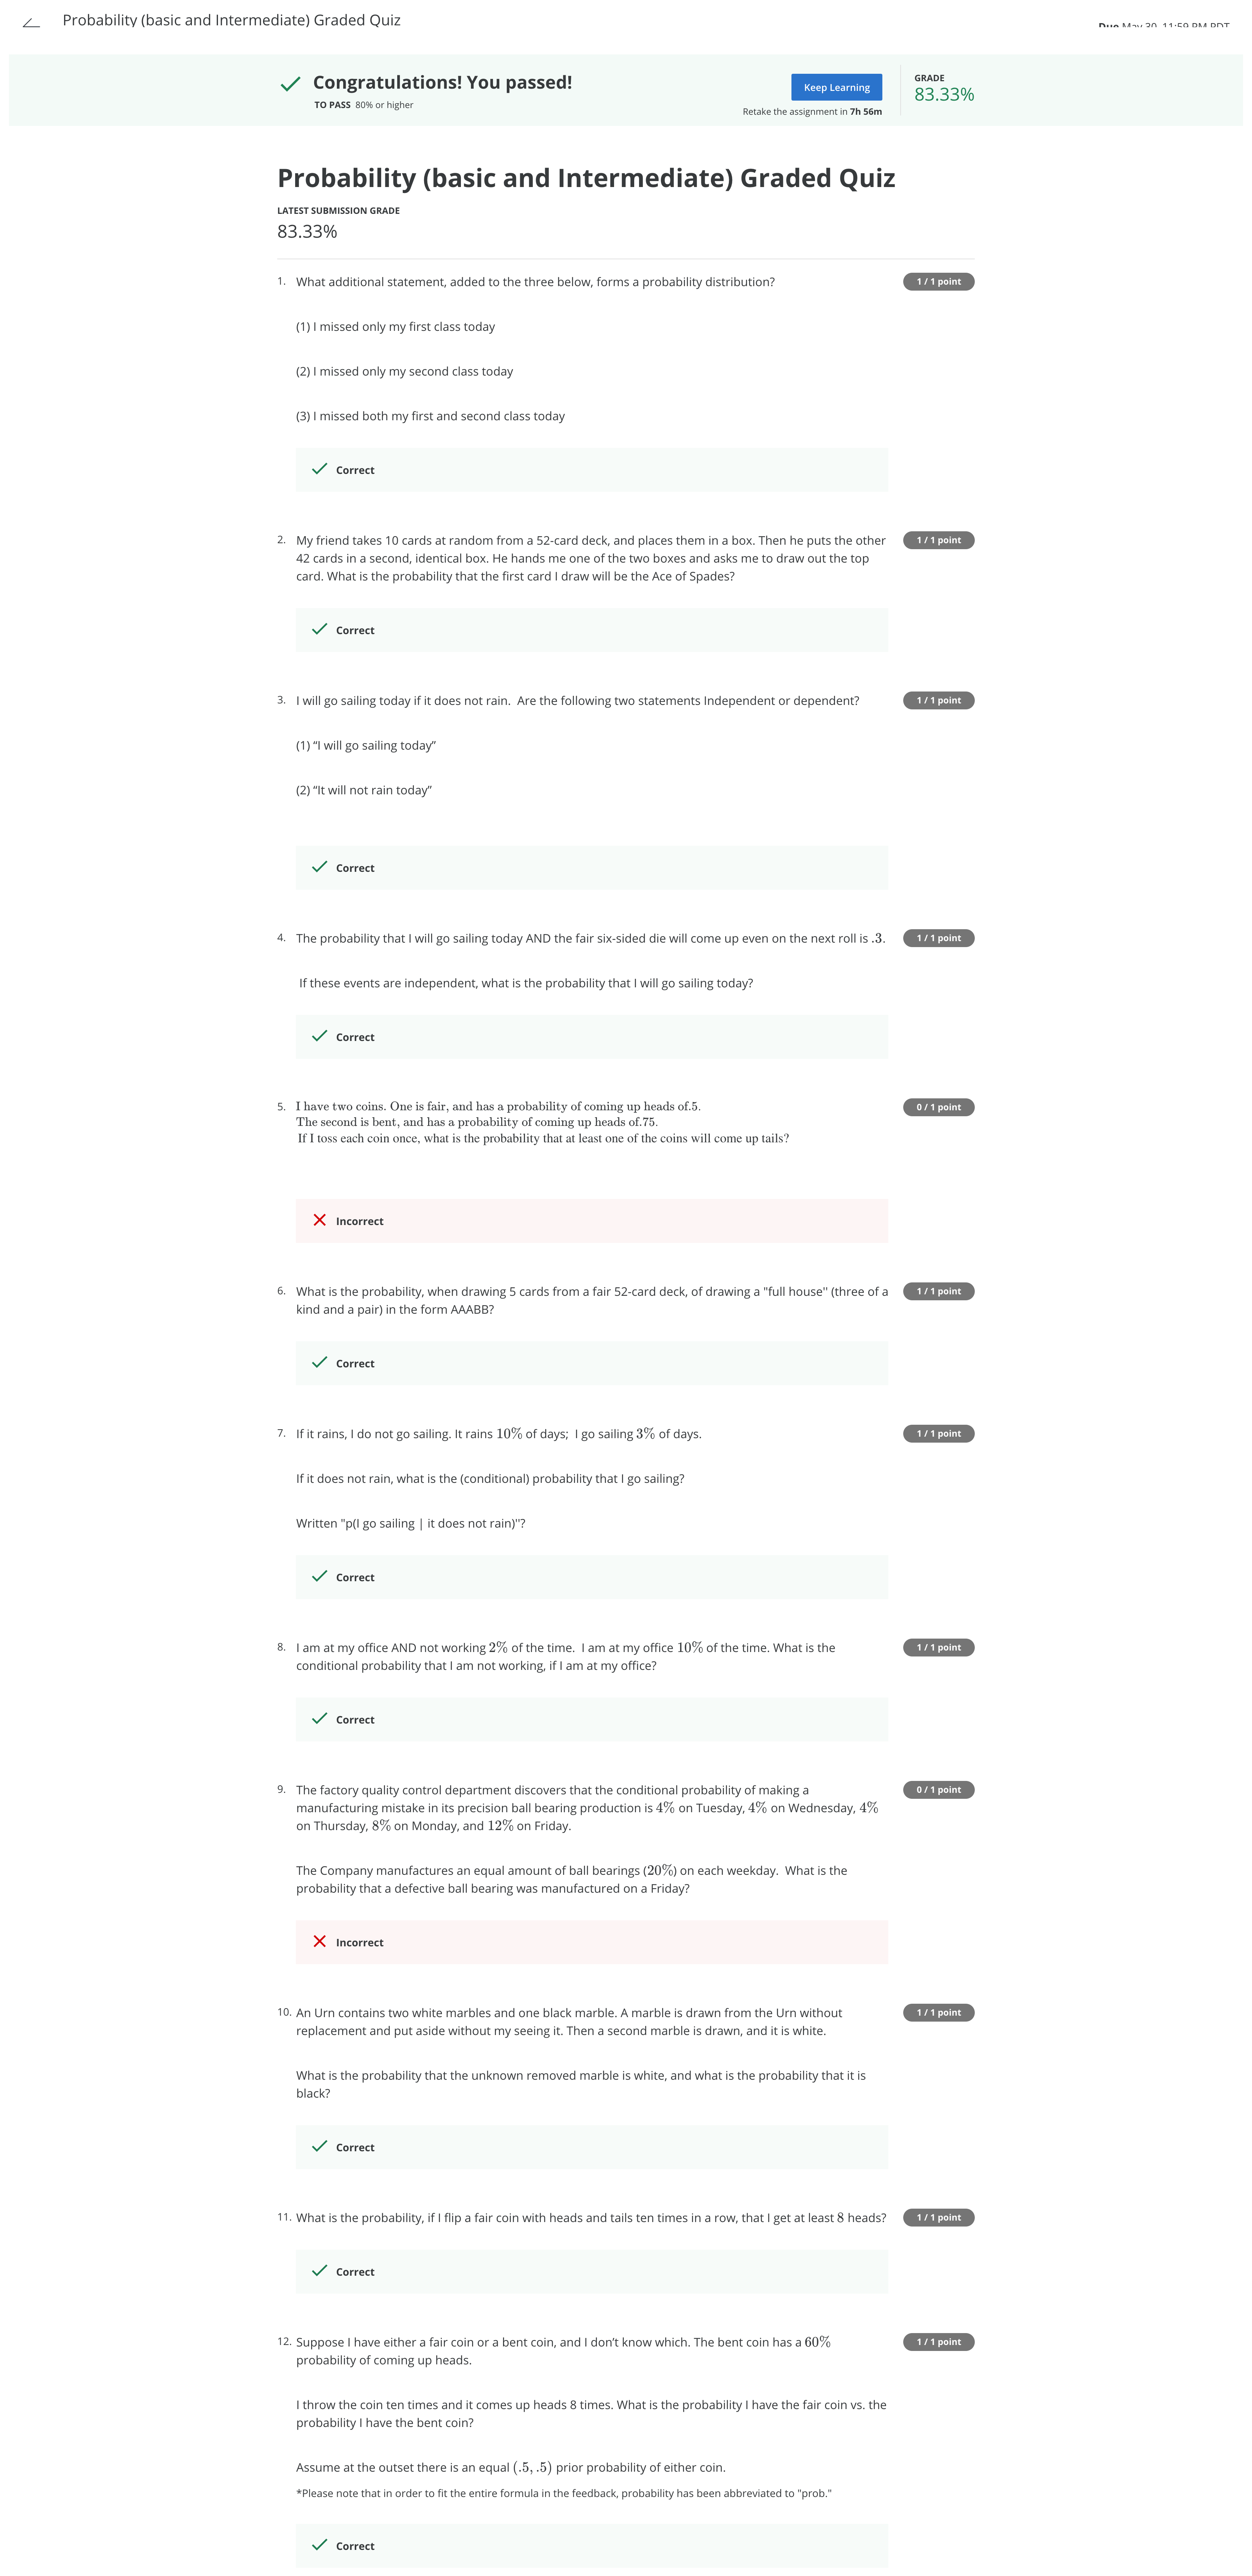 Probability (basic and Intermediate) Graded Quiz
Due May 30, 11:59 PM PDT
Congratulations! You passed!
TO PASS 80% or higher
Keep Learning
Retake the assignment in 7h 56m
GRADE
83.33%
Probability (basic and Intermediate) Graded Quiz
LATEST SUBMISSION GRADE
83.33%
1. What additional statement, added to the three below, forms a probability distribution?
1 / 1 point
(1) I missed only my first class today
(2) I missed only my second class today
(3) I missed both my first and second class today
Correct
2. My friend takes 10 cards at random from a 52-card deck, and places them in a box. Then he puts the other
1 / 1 point
42 cards in a second, identical box. He hands me one of the two boxes and asks me to draw out the top
card. What is the probability that the first card I draw will be the Ace of Spades?
Correct
3. I will go sailing today if it does not rain.  Are the following two statements Independent or dependent?
1 / 1 point
(1) “I will go sailing today”
(2) “It will not rain today”
Correct
4. The probability that I will go sailing today AND the fair six-sided die will come up even on the next roll is .3.
1 / 1 point
If these events are independent, what is the probability that I will go sailing today?
Correct
5. I have two coins. One is fair, and has a probability of coming up heads of.5.
0 / 1 point
The second is bent, and has a probability of coming up heads of.75.
If I toss each coin once, what is the probability that at least one of the coins will come up tails?
Incorrect
6. What is the probability, when drawing 5 cards from a fair 52-card deck, of drawing a "full house" (three of a
1 / 1 point
kind and a pair) in the form AAABB?
Correct
7. If it rains, I do not go sailing. It rains 10% of days;  I go sailing 3% of days.
1 / 1 point
If it does not rain, what is the (conditional) probability that I go sailing?
Written "p(I go sailing | it does not rain)"?
Correct
8. I am at my office AND not working 2% of the time.  I am at my office 10% of the time. What is the
1 / 1 point
conditional probability that I am not working, if I am at my office?
Correct
9. The factory quality control department discovers that the conditional probability of making a
0 / 1 point
manufacturing mistake in its precision ball bearing production is 4% on Tuesday, 4% on Wednesday, 4%
on Thursday, 8% on Monday, and 12% on Friday.
The Company manufactures an equal amount of ball bearings (20%) on each weekday.  What is the
probability that a defective ball bearing was manufactured on a Friday?
Incorrect
10. An Urn contains two white marbles and one black marble. A marble is drawn from the Urn without
1 / 1 point
replacement and put aside without my seeing it. Then a second marble is drawn, and it is white.
What is the probability that the unknown removed marble is white, and what is the probability that it is
black?
Correct
11. What is the probability, if I flip a fair coin with heads and tails ten times in a row, that I get at least 8 heads?
1 / 1 point
Correct
12. Suppose I have either a fair coin or a bent coin, and I don’t know which. The bent coin has a 60%
1 / 1 point
probability of coming up heads.
I throw the coin ten times and it comes up heads 8 times. What is the probability I have the fair coin vs. the
probability I have the bent coin?
Assume at the outset there is an equal (.5, .5) prior probability of either coin.
*Please note that in order to fit the entire formula in the feedback, probability has been abbreviated to "prob."
Correct